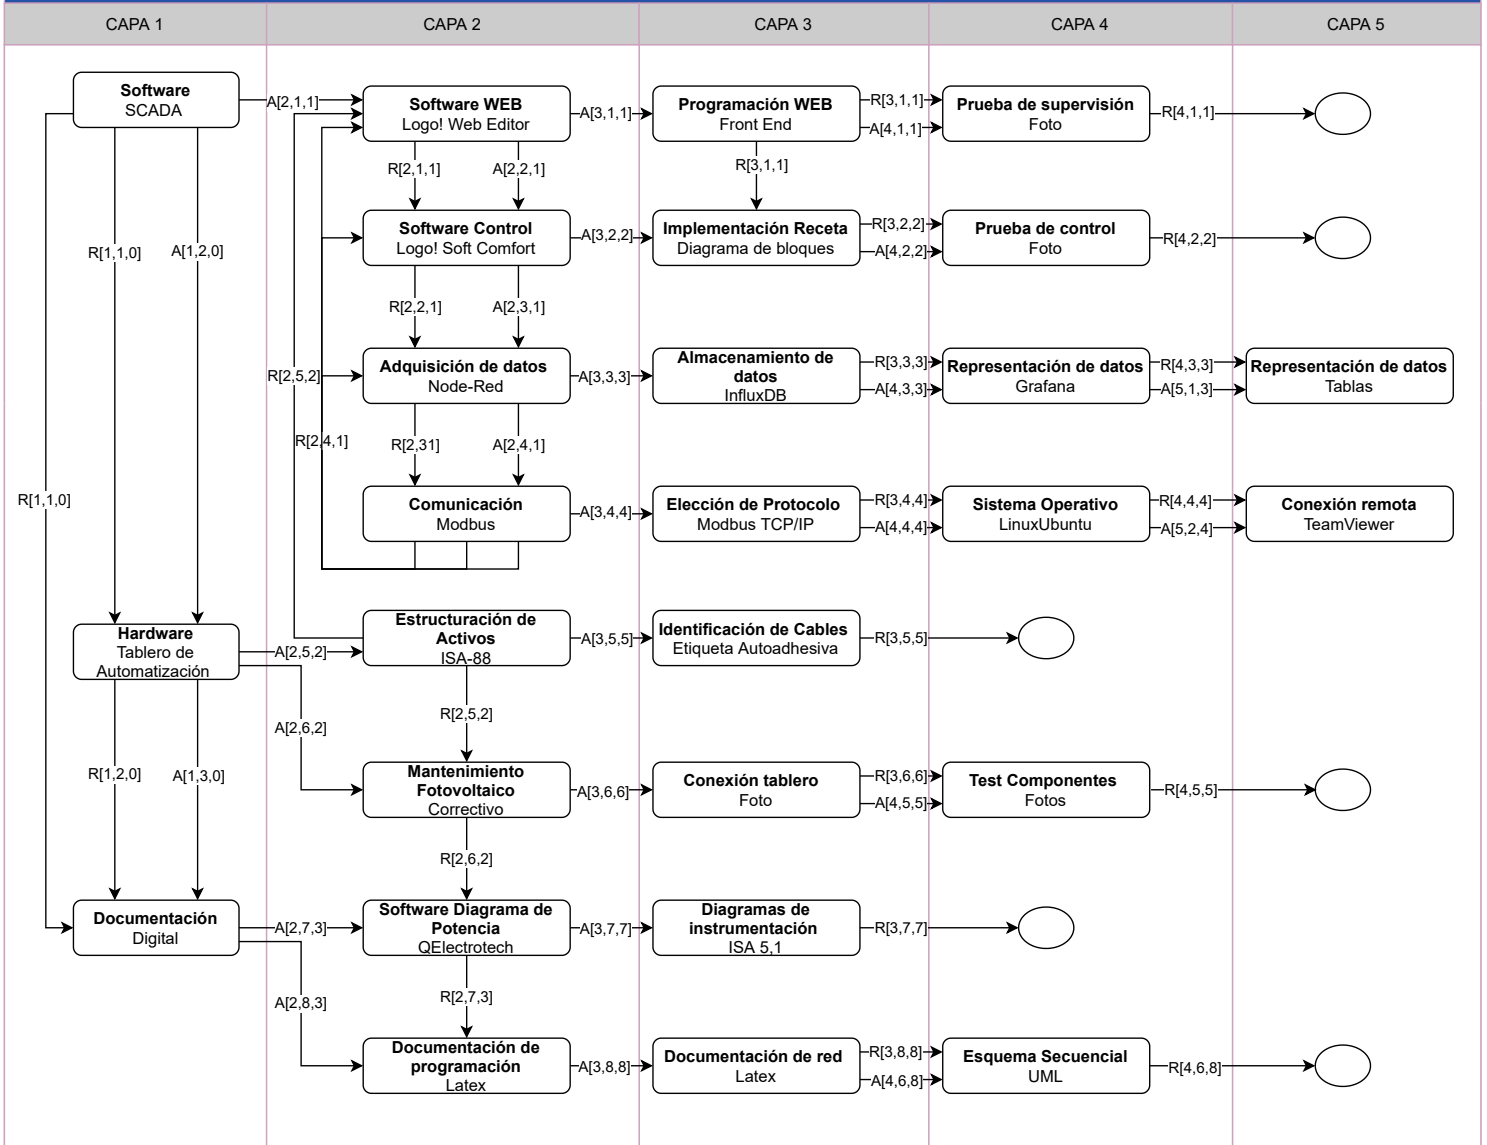 CAPA 1
CAPA 2
CAPA 3
CAPA 4
CAPA 5
Software
SCADA
A[2,1,1]
Software WEB
Logo! Web Editor
A[3,1,1]
Programación WEB
Front End
R[3,1,1]
A[4,1,1]
Prueba de supervisión
Foto
R[4,1,1]
R[2,1,1]
A[2,2,1]
R[3,1,1]
R[1,1,0]
A[1,2,0]
Software Control
Logo! Soft Comfort
A[3,2,2]
Implementación Receta
Diagrama de bloques
R[3,2,2]
A[4,2,2]
Prueba de control
Foto
R[4,2,2]
R[2,2,1]
A[2,3,1]
R[2,5,2]
Adquisición de datos
Node-Red
A[3,3,3]
Almacenamiento de
datos
InfluxDB
R[3,3,3]
A[4,3,3]
Representación de datos
Grafana
R[4,3,3]
A[5,1,3]
Representación de datos
Tablas
R[2,4,1]
R[2,31]
A[2,4,1]
R[1,1,0]
Comunicación
Modbus
A[3,4,4]
Elección de Protocolo
Modbus TCP/IP
R[3,4,4]
A[4,4,4]
Sistema Operativo
LinuxUbuntu
R[4,4,4]
A[5,2,4]
Conexión remota
TeamViewer
Hardware
Tablero de
Automatización
A[2,5,2]
Estructuración de
Activos
ISA-88
A[3,5,5]
Identificación de Cables
Etiqueta Autoadhesiva
R[3,5,5]
A[2,6,2]
R[2,5,2]
R[1,2,0]
A[1,3,0]
Mantenimiento
Fotovoltaico
Correctivo
A[3,6,6]
Conexión tablero
Foto
R[3,6,6]
A[4,5,5]
Test Componentes
Fotos
R[4,5,5]
R[2,6,2]
Documentación
Digital
A[2,7,3]
Software Diagrama de
Potencia
QElectrotech
A[3,7,7]
Diagramas de
instrumentación
ISA 5,1
R[3,7,7]
A[2,8,3]
R[2,7,3]
Documentación de
programación
Latex
A[3,8,8]
Documentación de red
Latex
R[3,8,8]
A[4,6,8]
Esquema Secuencial
UML
R[4,6,8]